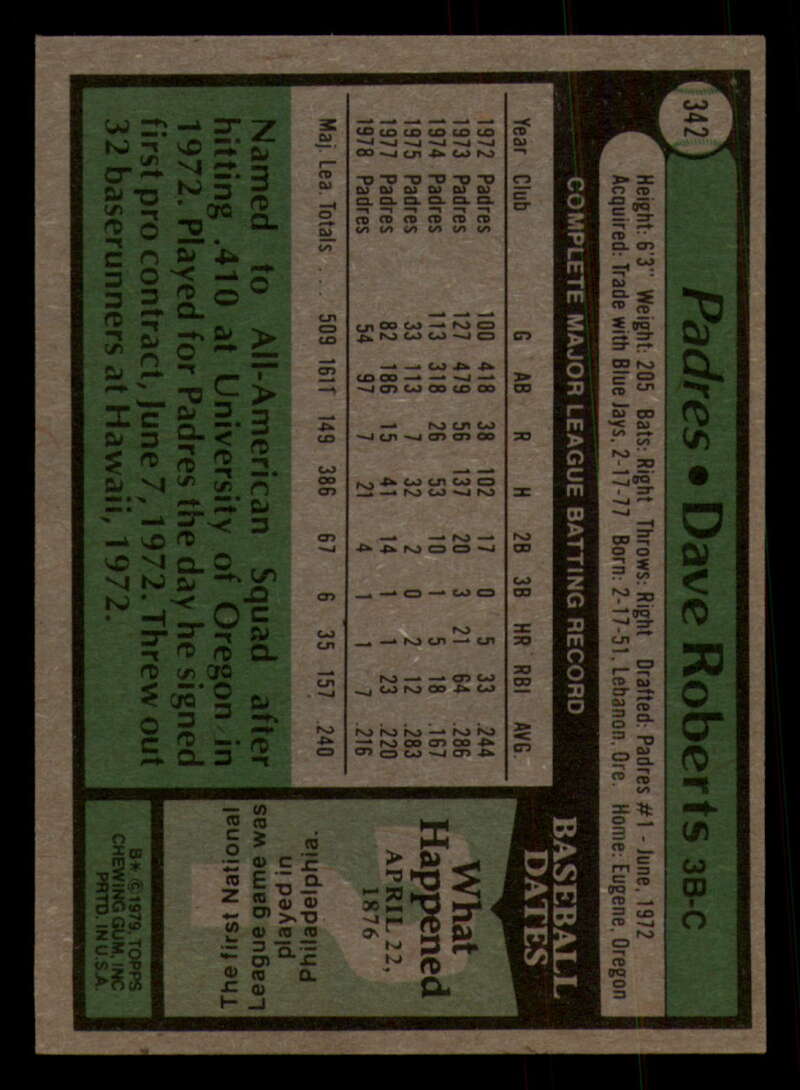 342
Padres • Dave Roberts 3B-C
Height: 6'3" Weight: 205 Bats: Right Throws: Right Drafted: Padres #1 - June, 1972
Acquired: Trade with Blue Jays, 2-17-77 Born: 2-17-51, Lebanon, Ore. Home: Eugene, Oregon
COMPLETE MAJOR LEAGUE BATTING RECORD
Year Club G AB R H 2B 3B HR RBI AVG.
1972 Padres 100 418 38 102 17 0 5 33 .244
1973 Padres 127 479 56 137 20 3 21 64 .286
1974 Padres 113 318 26 53 10 1 5 18 .167
1975 Padres 33 113 7 32 2 0 2 12 .283
1977 Padres 82 186 15 41 14 1 1 23 .220
1978 Padres 54 97 7 21 4 1 1 7 .216
Maj. Lea. Totals . . . 509 1611 149 386 67 6 35 157 .240
Named to All-American Squad after
hitting .410 at University of Oregon in
1972. Played for Padres the day he signed
first pro contract, June 7, 1972. Threw out
32 baserunners at Hawaii, 1972.
BASEBALL
DATES
What
Happened
APRIL 22,
1876
The first National
League game was
played in
Philadelphia.
B* © 1979, TOPPS
CHEWING GUM, INC
PRTD. IN U.S.A.